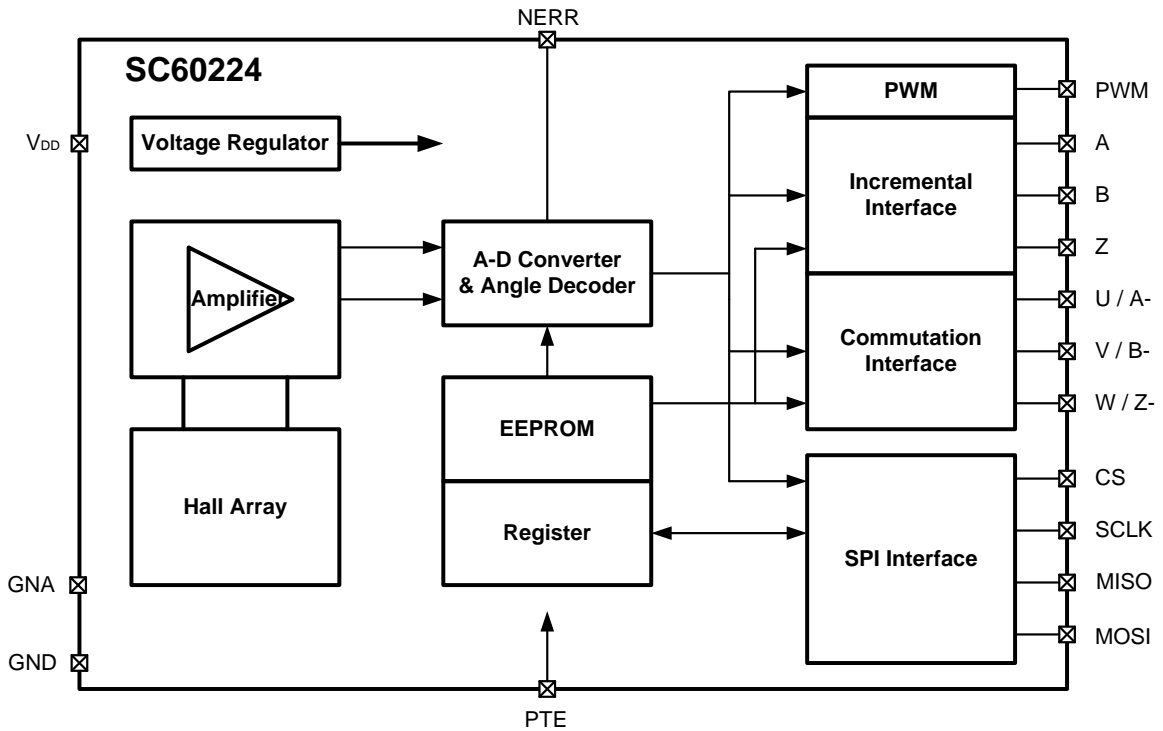 NERR
SC60224
PWM
PWM
VDD
Voltage Regulator
A
Incremental
Interface
B
Z
A-D Converter
& Angle Decoder
Amplifier
U / A-
Commutation
Interface
V / B-
W / Z-
EEPROM
CS
Hall Array
Register
SCLK
SPI Interface
GNA
MISO
MOSI
GND
PTE